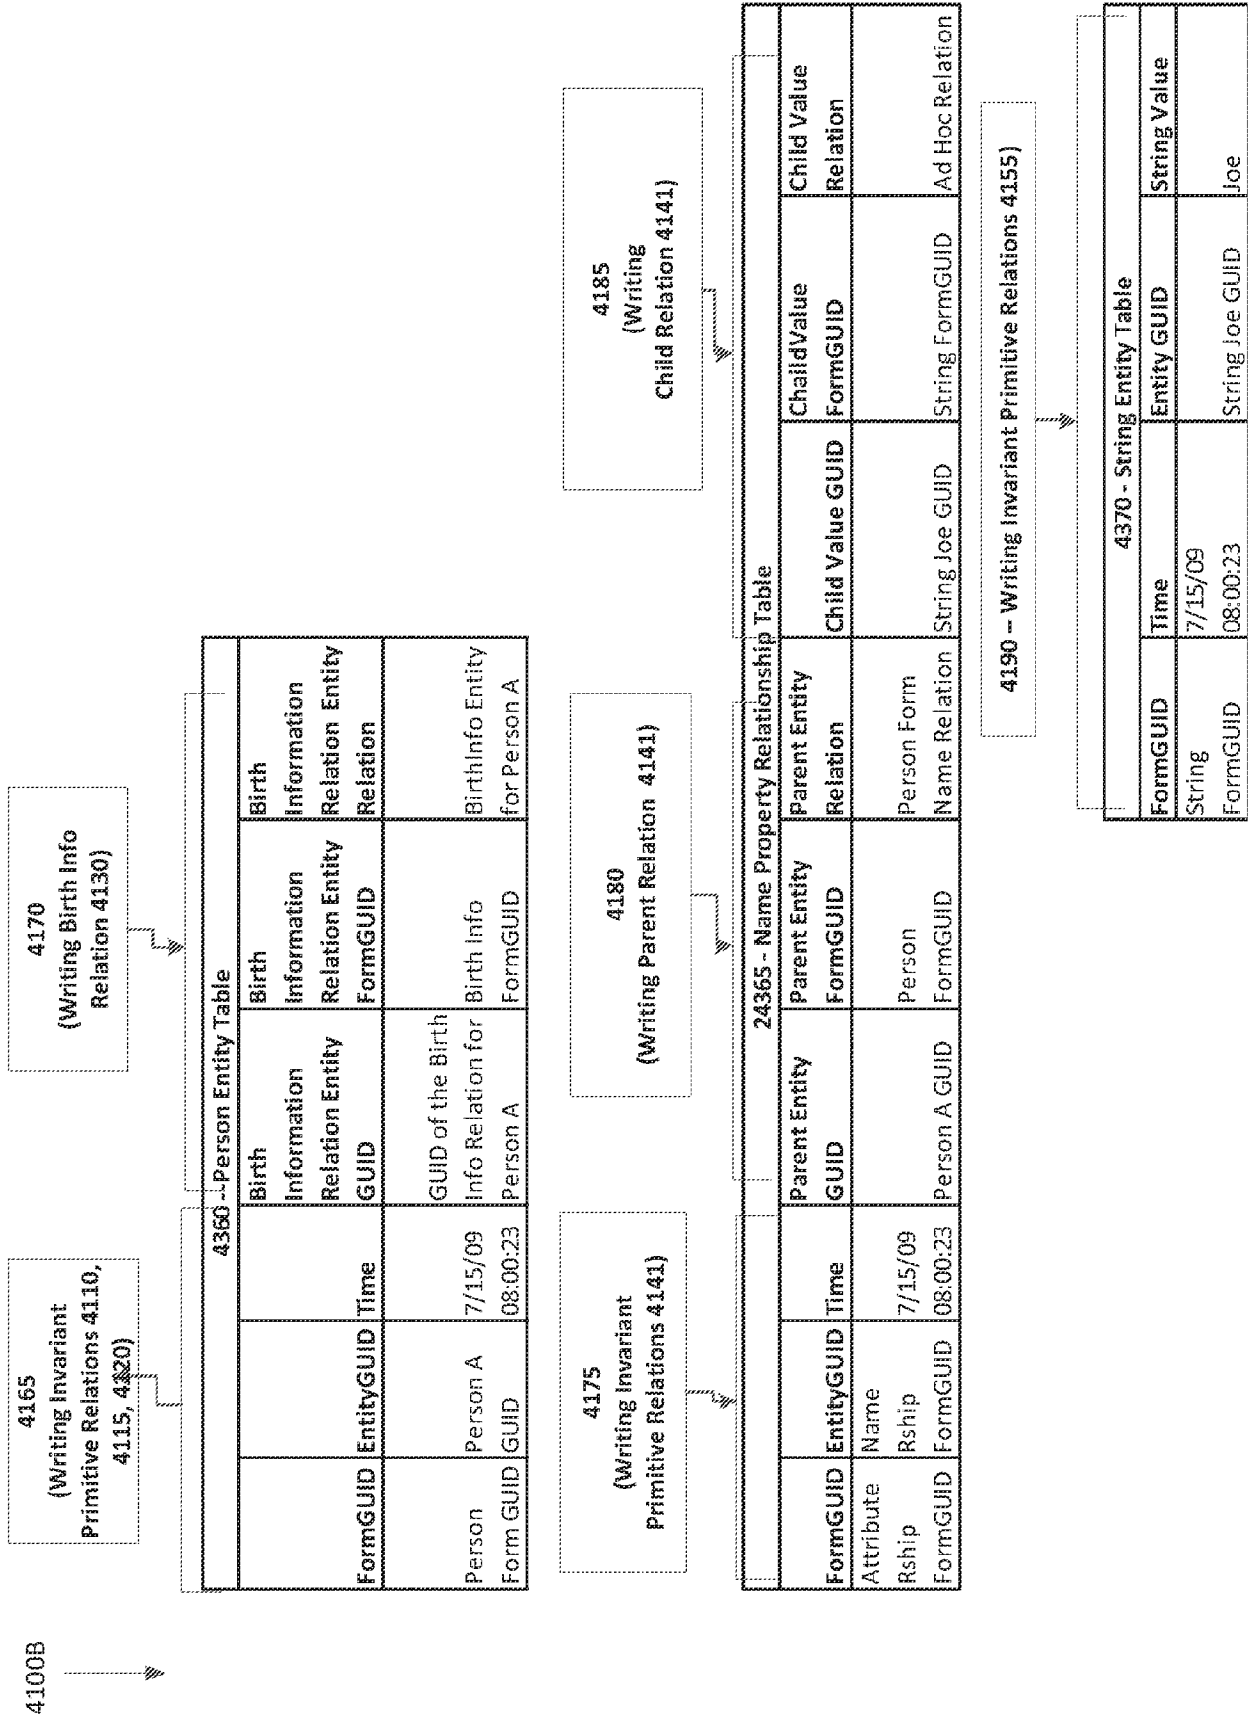 4100B
4165
(Writing Invariant
Primitive Relations 4110,
4115, 4120)
4170
(Writing Birth Info
Relation 4130)
4360 --Person Entity Table
FormGUID
EntityGUID
Time
Birth
Information
Relation Entity
GUID
Birth
Information
Relation Entity
FormGUID
Birth
Information
Relation Entity
Relation
Person
Form GUID
Person A
GUID
7/15/09
08:00:23
GUID of the Birth
Info Relation for
Person A
Birth Info
FormGUID
BirthInfo Entity
for Person A
4175
(Writing Invariant
Primitive Relations 4141)
4180
(Writing Parent Relation 4141)
4185
(Writing
Child Relation 4141)
24365 - Name Property Relationship Table
FormGUID
EntityGUID
Time
Parent Entity
GUID
Parent Entity
FormGUID
Parent Entity
Relation
Child Value GUID
ChaildValue
FormGUID
Child Value
Relation
Attribute
Rship
FormGUID
Name
Rship
FormGUID
7/15/09
08:00:23
Person A GUID
Person
FormGUID
Person Form
Name Relation
String Joe GUID
String FormGUID
Ad Hoc Relation
4190 – Writing Invariant Primitive Relations 4155)
4370 - String Entity Table
FormGUID
Time
Entity GUID
String Value
String
FormGUID
7/15/09
08:00:23
String Joe GUID
Joe